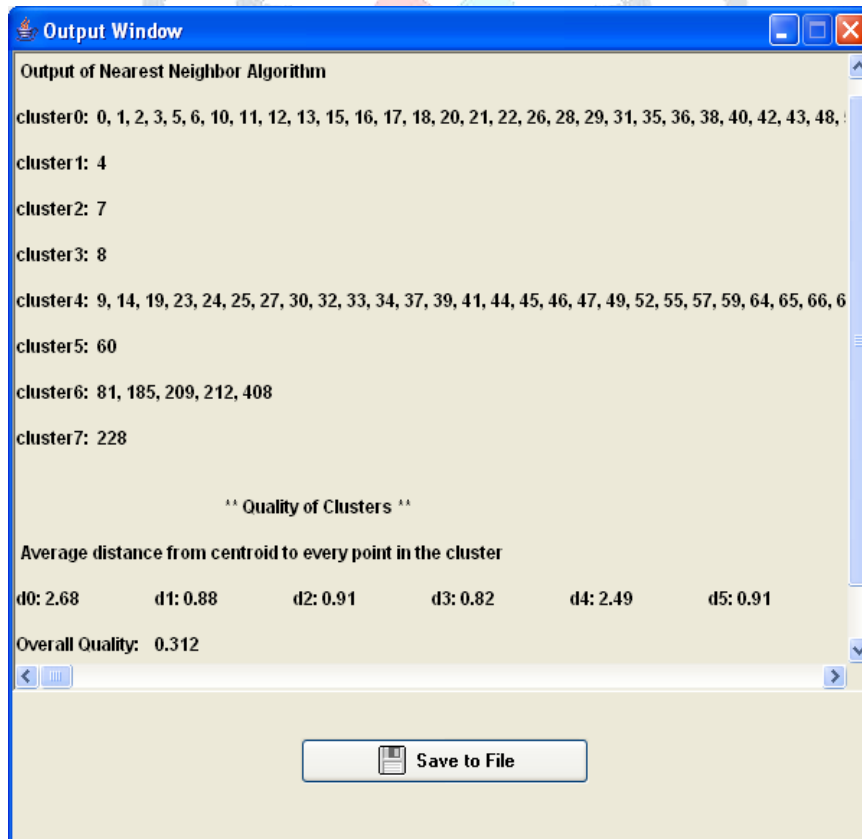 Output Window
Output of Nearest Neighbor Algorithm
cluster0: 0, 1, 2, 3, 5, 6, 10, 11, 12, 13, 15, 16, 17, 18, 20, 21, 22, 26, 28, 29, 31, 35, 36, 38, 40, 42, 43, 48,
cluster1: 4
cluster2: 7
cluster3: 8
cluster4: 9, 14, 19, 23, 24, 25, 27, 30, 32, 33, 34, 37, 39, 41, 44, 45, 46, 47, 49, 52, 55, 57, 59, 64, 65, 66, 6
cluster5: 60
cluster6: 81, 185, 209, 212, 408
cluster7: 228
^^ Quality of Clusters ^^
Average distance from centroid to every point in the cluster
d0: 2.68 d1: 0.88 d2: 0.91 d3: 0.82 d4: 2.49 d5: 0.91
Overall Quality: 0.312
Save to File